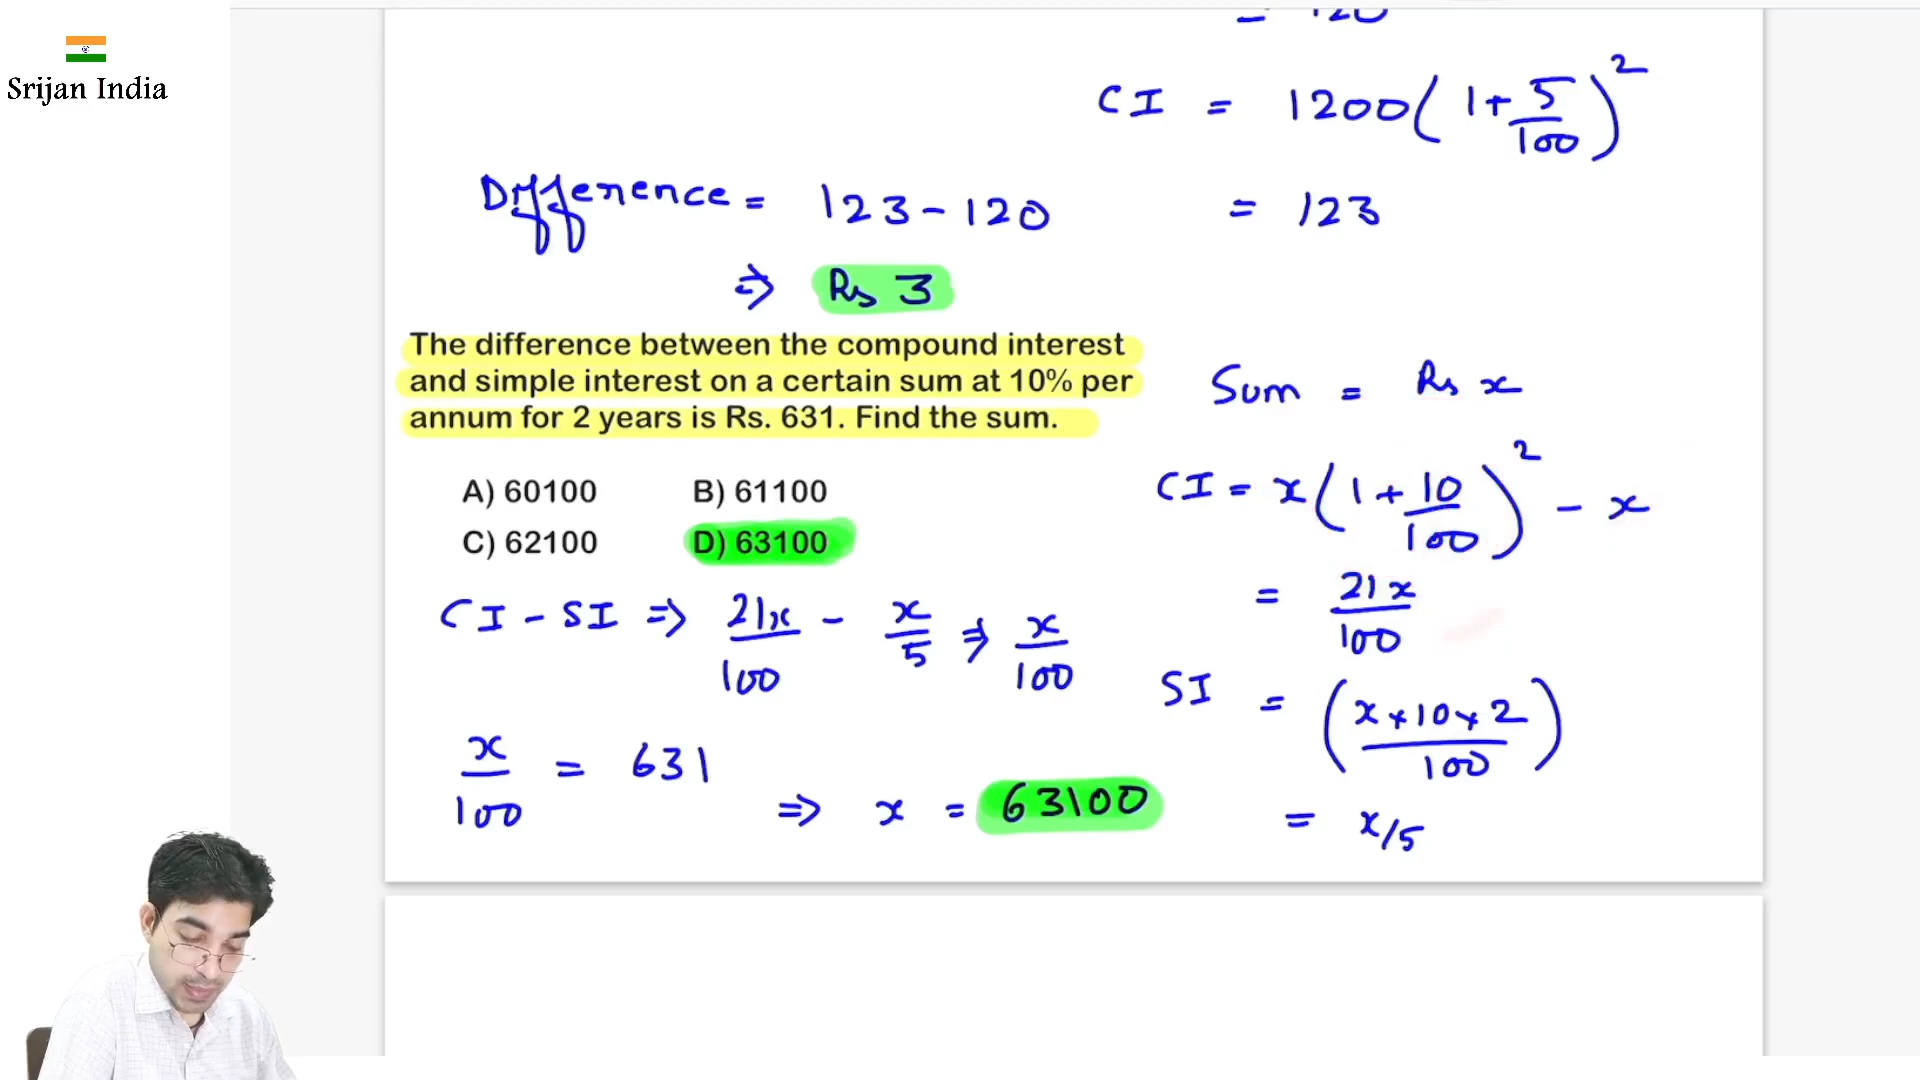 Srijan India
CI = 1200(1+5/100)²
Difference = 123-120
= 123
⇒ Rs 3
The difference between the compound interest
and simple interest on a certain sum at 10% per
annum for 2 years is Rs. 631. Find the sum.
A) 60100 B) 61100
C) 62100 D) 63100
Sum = Rs x
CI = x(1+10/100)² - x
= 21x/100
SI = (x×10×2/100)
= x/5
CI - SI ⇒ 21x/100 - x/5 ⇒ x/100
x/100 = 631
⇒ x = 63100